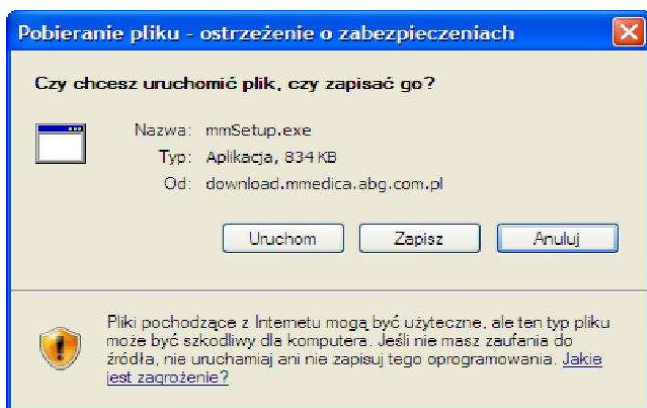 Pobieranie pliku - ostrzeżenie o zabezpieczeniach
Czy chcesz uruchomić plik, czy zapisać go?
Nazwa: mmSetup.exe
Typ: Aplikacja, 834 KB
Od: download.mmedica.abg.com.pl
Uruchom Zapisz Anuluj
Pliki pochodzące z Internetu mogą być użyteczne, ale ten typ pliku
może być szkodliwy dla komputera. Jeśli nie masz zaufania do
źródła, nie uruchamiaj ani nie zapisuj tego oprogramowania. Jakie
jest zagrożenie?